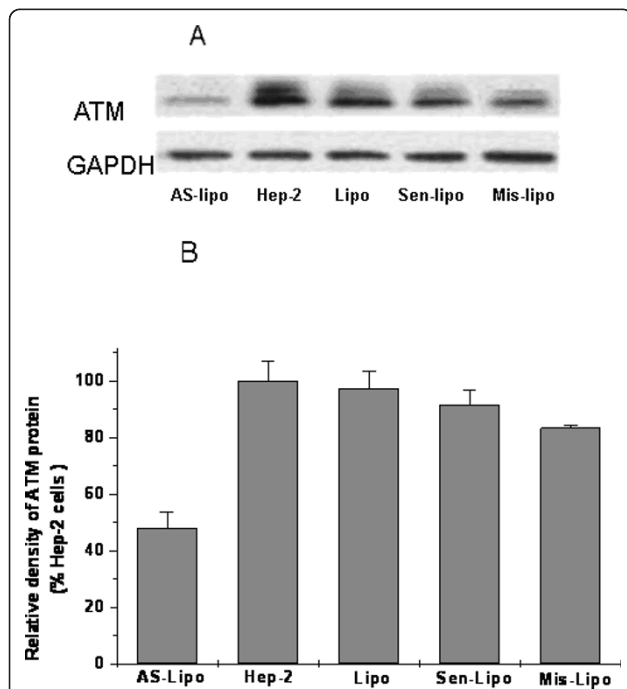 A
ATM
GAPDH
AS-lipo Hep-2 Lipo Sen-lipo Mis-lipo
B
Relative density of ATM protein
(% Hep-2 cells )
100
80
60
40
20
0
AS-Lipo Hep-2 Lipo Sen-Lipo Mis-Lipo